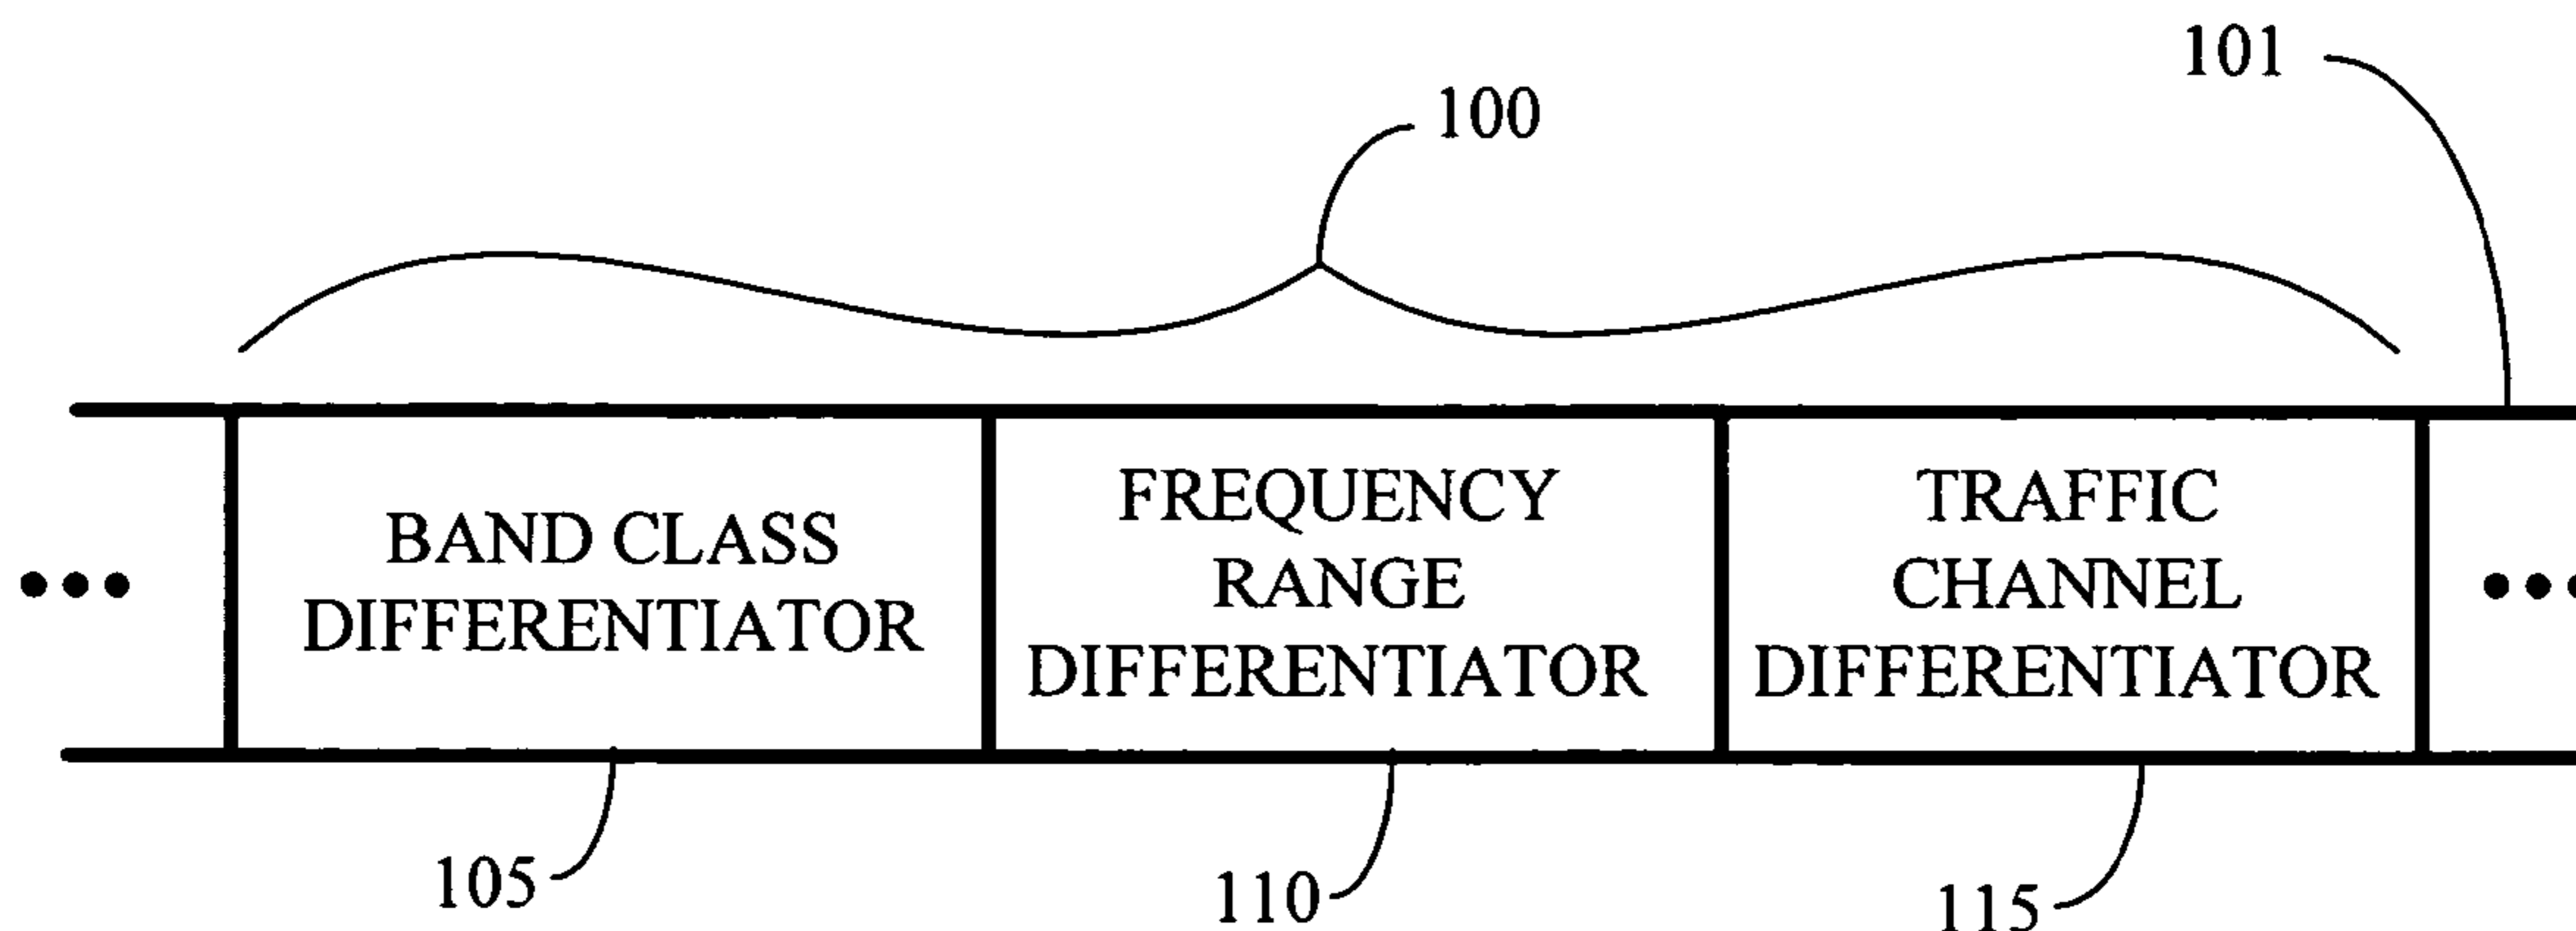 101
100
BAND CLASS
DIFFERENTIATOR
FREQUENCY
RANGE
DIFFERENTIATOR
TRAFFIC
CHANNEL
DIFFERENTIATOR
105
110
115